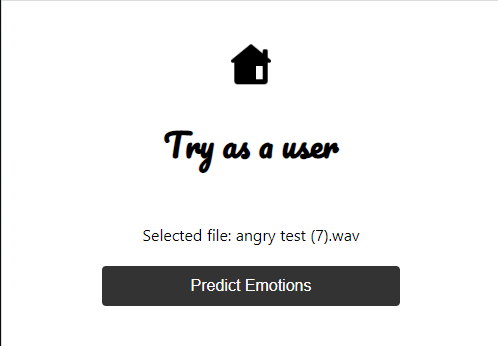 Try as a user
Selected file: angry test (7).wav
Predict Emotions